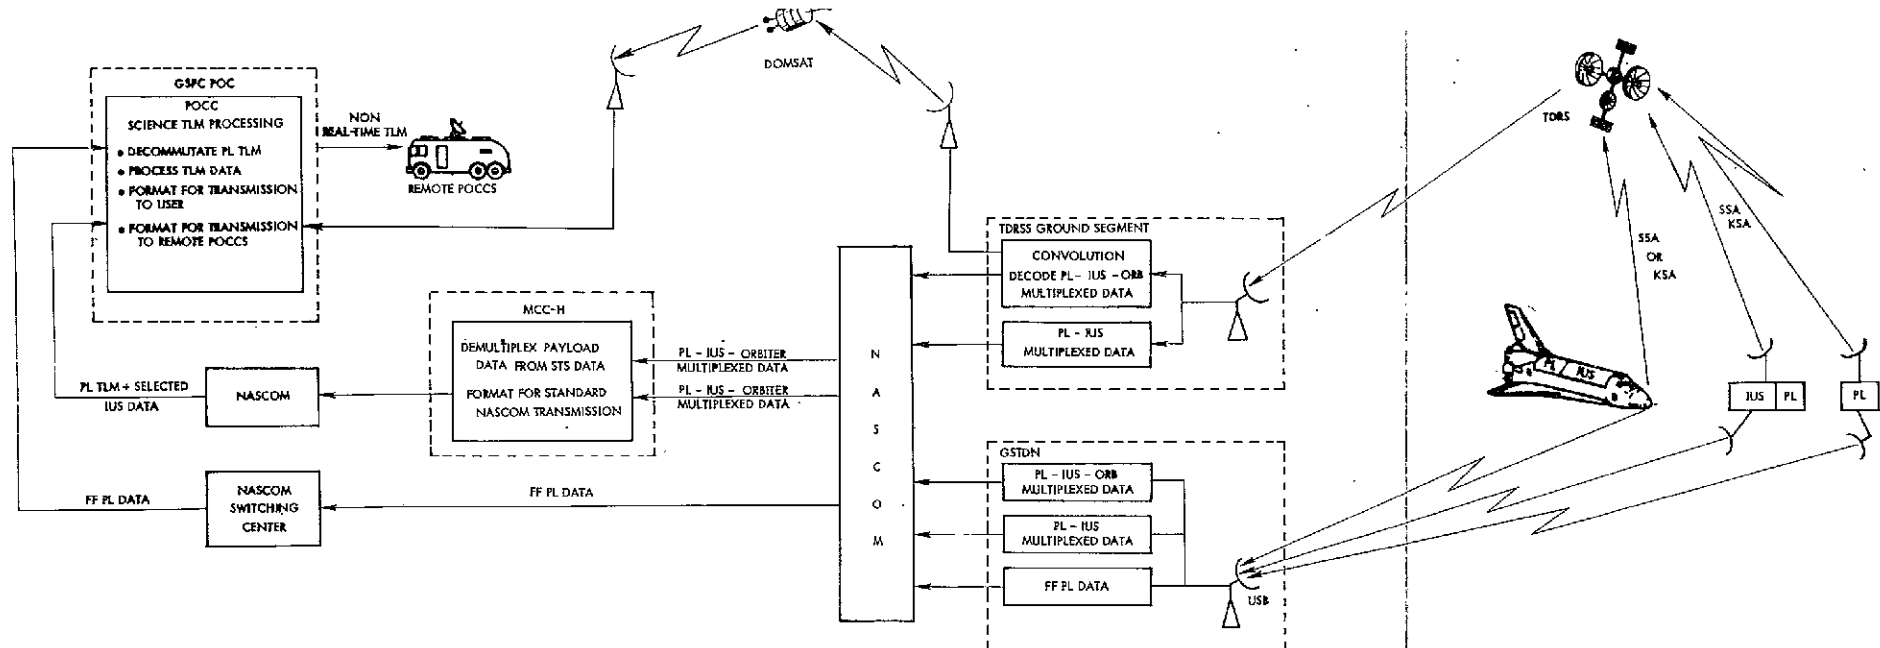 DOMSAT
GSFC POC
POCC
SCIENCE TLM PROCESSING
• DECOMMUTATE PL TLM
• PROCESS TLM DATA
• FORMAT FOR TRANSMISSION
TO USER
• FORMAT FOR TRANSMISSION
TO REMOTE POCCS
NON
REAL-TIME TLM
REMOTE POCCS
TDRS
SSA
OR
KSA
SSA
KSA
TDRSS GROUND SEGMENT
CONVOLUTION
DECODE PL - IUS - ORB
MULTIPLEXED DATA
PL - IUS
MULTIPLEXED DATA
MCC-H
DEMULTIPLEX PAYLOAD
DATA FROM STS DATA
FORMAT FOR STANDARD
NASCOM TRANSMISSION
PL - IUS - ORBITER
MULTIPLEXED DATA
PL - IUS - ORBITER
MULTIPLEXED DATA
N
A
S
C
O
M
PL TLM + SELECTED
IUS DATA
NASCOM
PL
IUS
IUS
PL
PL
GSTDN
PL - IUS - ORB
MULTIPLEXED DATA
PL - IUS
MULTIPLEXED DATA
FF PL DATA
USB
FF PL DATA
NASCOM
SWITCHING
CENTER
FF PL DATA